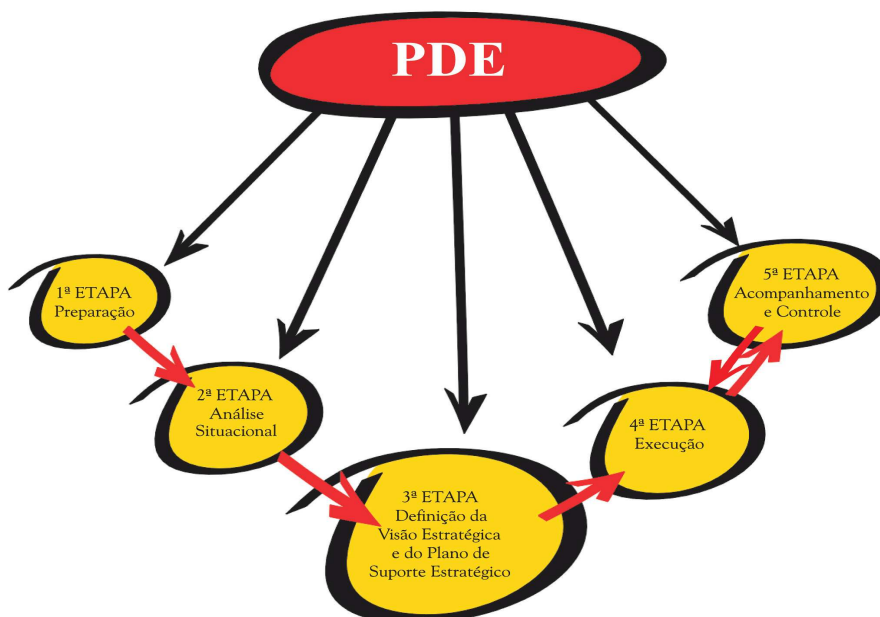 PDE
1ª ETAPA
Preparação
2ª ETAPA
Análise
Situacional
3ª ETAPA
Definição da
Visão Estratégica
e do Plano de
Suporte Estratégico
4ª ETAPA
Execução
5ª ETAPA
Acompanhamento
e Controle